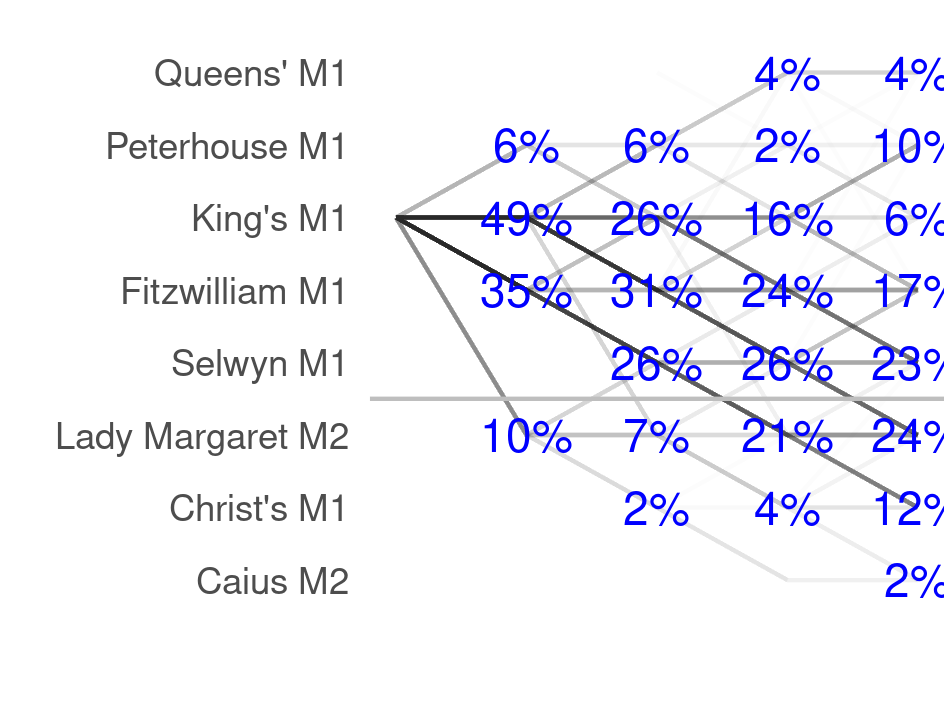 Queens' M1 4% 4%
Peterhouse M1 6% 6% 2% 10%
King's M1 49% 26% 16% 6%
Fitzwilliam M1 35% 31% 24% 17%
Selwyn M1 26% 26% 23%
Lady Margaret M2 10% 7% 21% 24%
Christ's M1 2% 4% 12%
Caius M2 2%